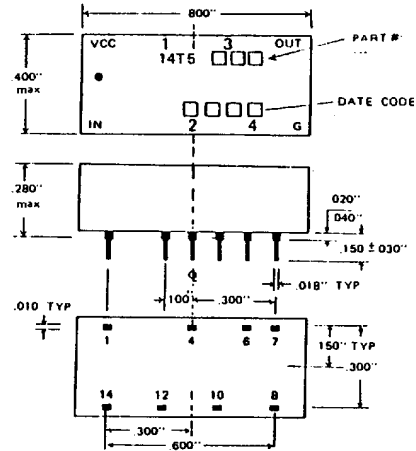 .800"
VCC 1 3 OUT
14T5
PART #
.400"
max
DATE CODE
2 4
IN G
.280"
max
.020"
.040"
.150 ± .030"
.100 .300" .018" TYP
.010 TYP
1 4 6 7
.150" TYP
.300"
14 12 10 8
.300"
.600"